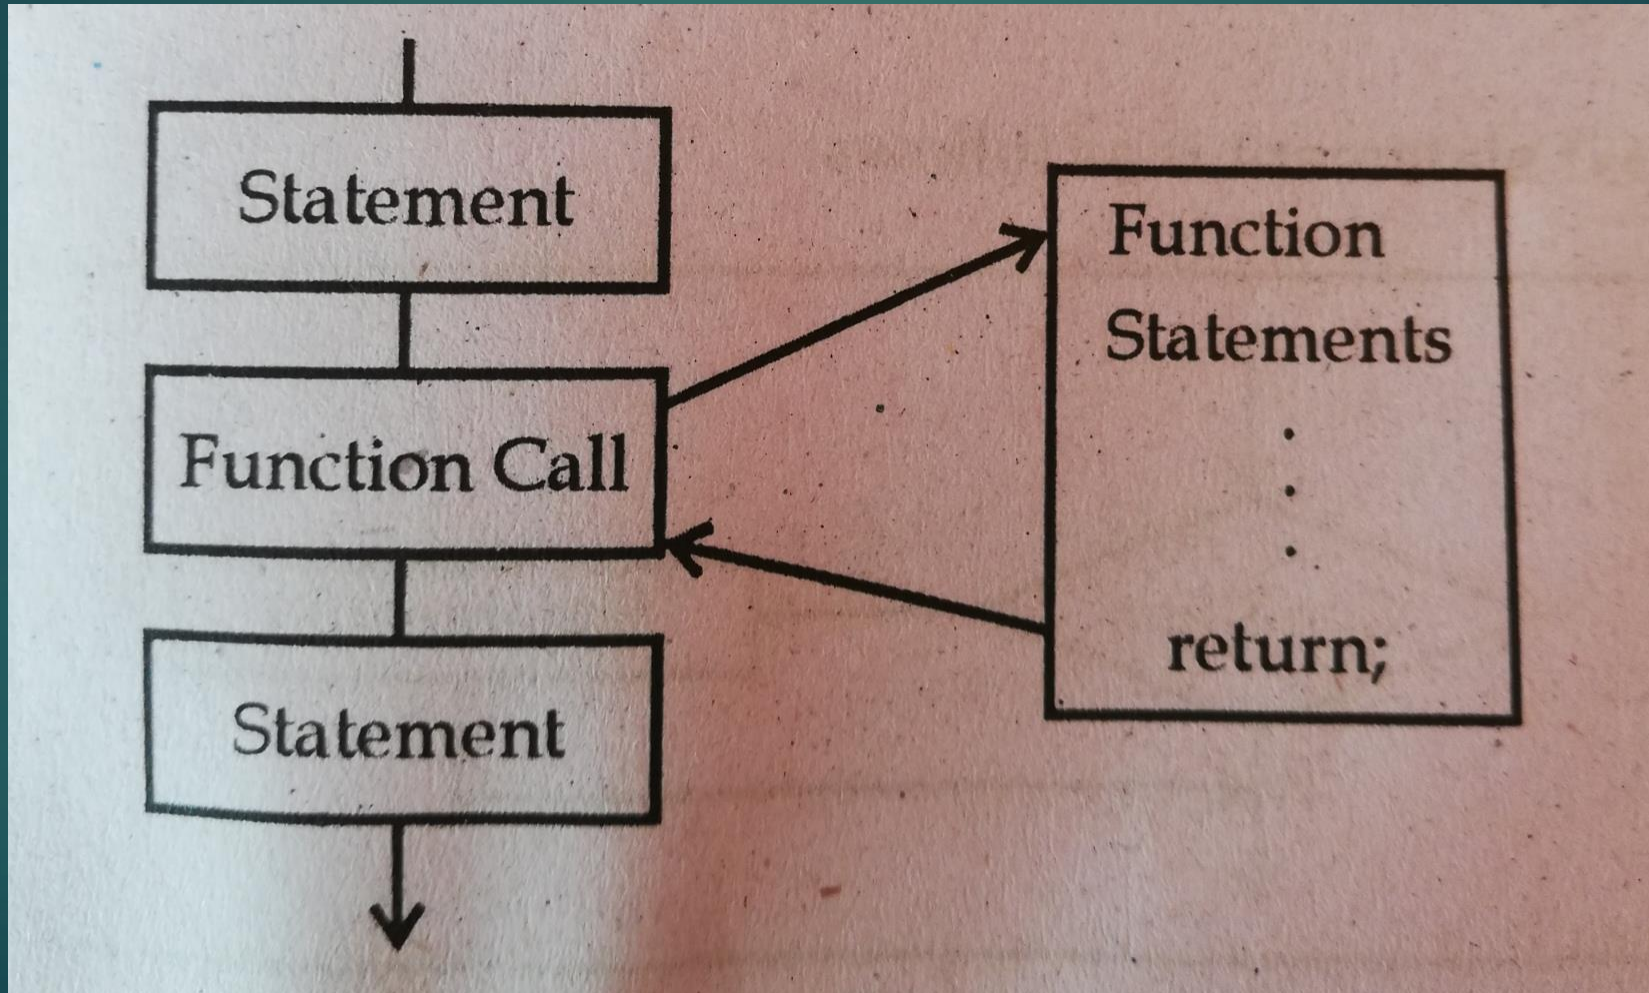 Statement
Function Call
Statement
Function
Statements
.
.
.
return;